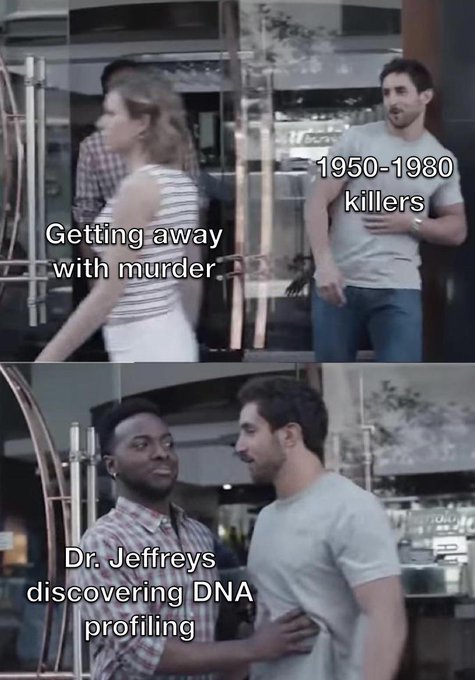 1950-1980
killers
Getting away
with murder
Dr. Jeffreys
discovering DNA
profiling